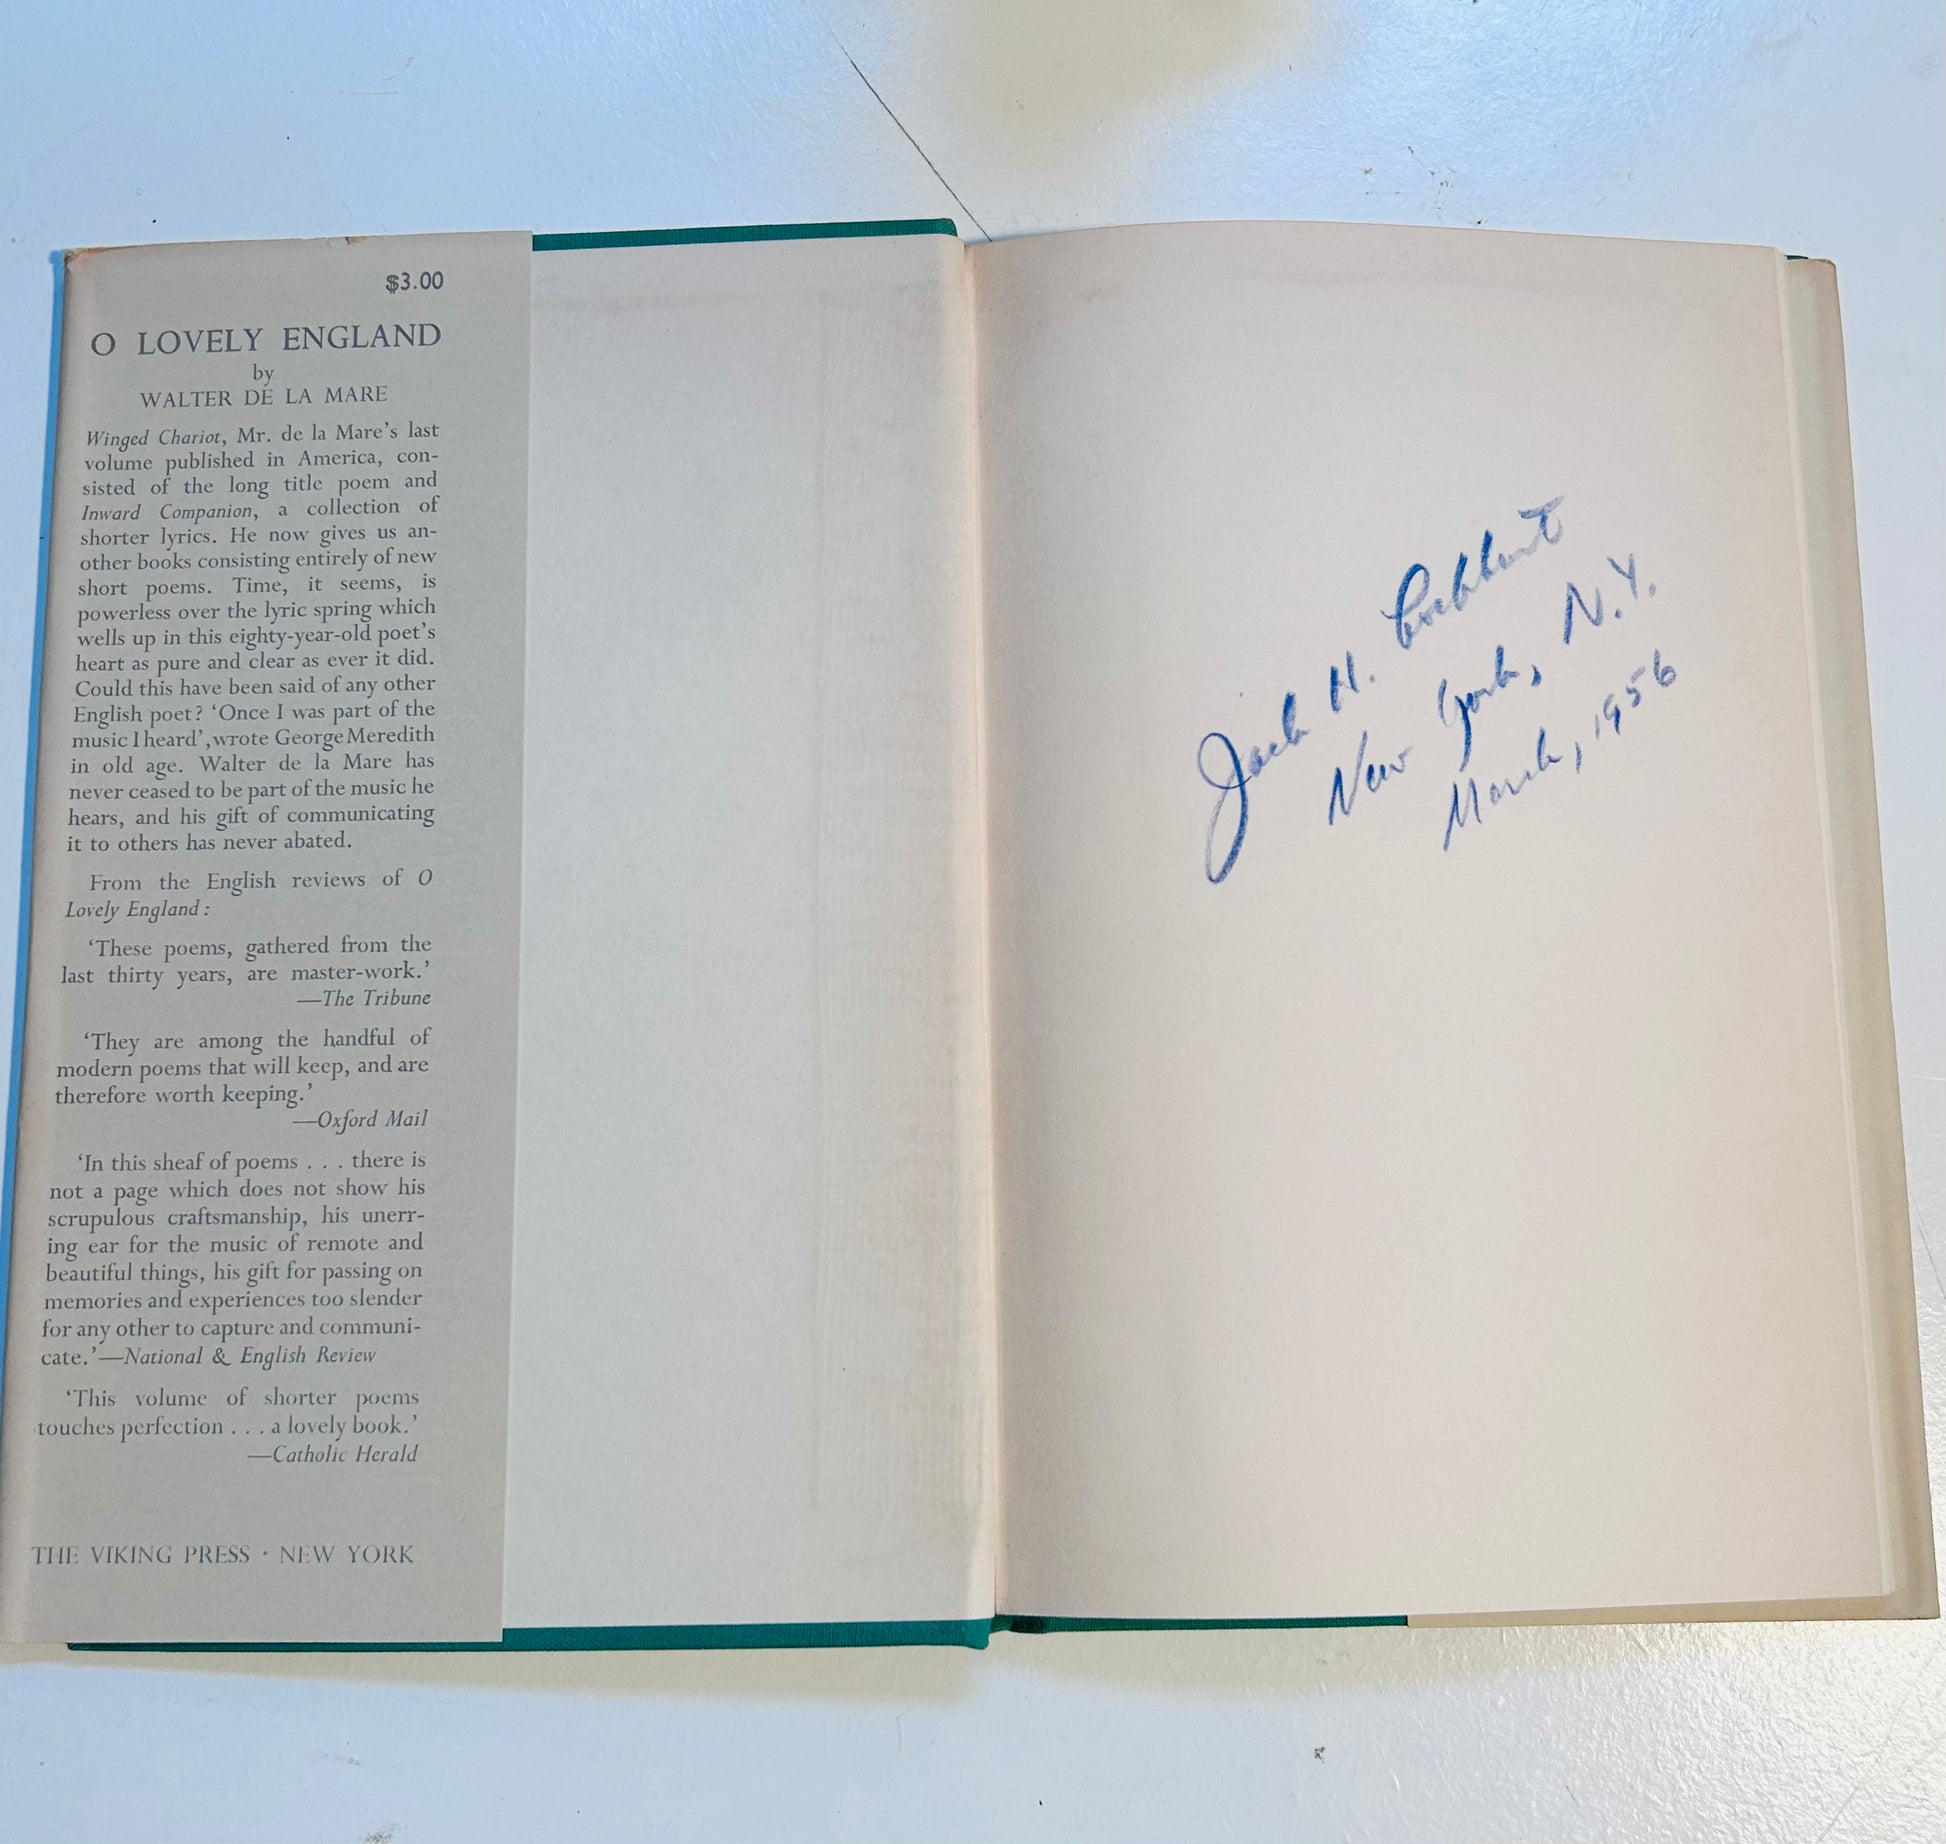 $3.00
O LOVELY ENGLAND
by
WALTER DE LA MARE
Winged Chariot, Mr. de la Mare's last
volume published in America, con-
sisted of the long title poem and
Inward Companion, a collection of
shorter lyrics. He now gives us an-
other books consisting entirely of new
short poems. Time, it seems, is
powerless over the lyric spring which
wells up in this eighty-year-old poet's
heart as pure and clear as ever it did.
Could this have been said of any other
English poet? ‘Once I was part of the
music I heard’, wrote George Meredith
in old age. Walter de la Mare has
never ceased to be part of the music he
hears, and his gift of communicating
it to others has never abated.
From the English reviews of O
Lovely England:
‘These poems, gathered from the
last thirty years, are master-work.’
—The Tribune
‘They are among the handful of
modern poems that will keep, and are
therefore worth keeping.’
—Oxford Mail
‘In this sheaf of poems . . . there is
not a page which does not show his
scrupulous craftsmanship, his unerr-
ing ear for the music of remote and
beautiful things, his gift for passing on
memories and experiences too slender
for any other to capture and communi-
cate.’—National & English Review
‘This volume of shorter poems
touches perfection . . . a lovely book.’
—Catholic Herald
THE VIKING PRESS · NEW YORK
Jack H. Lockhart
New York, N.Y.
March, 1956